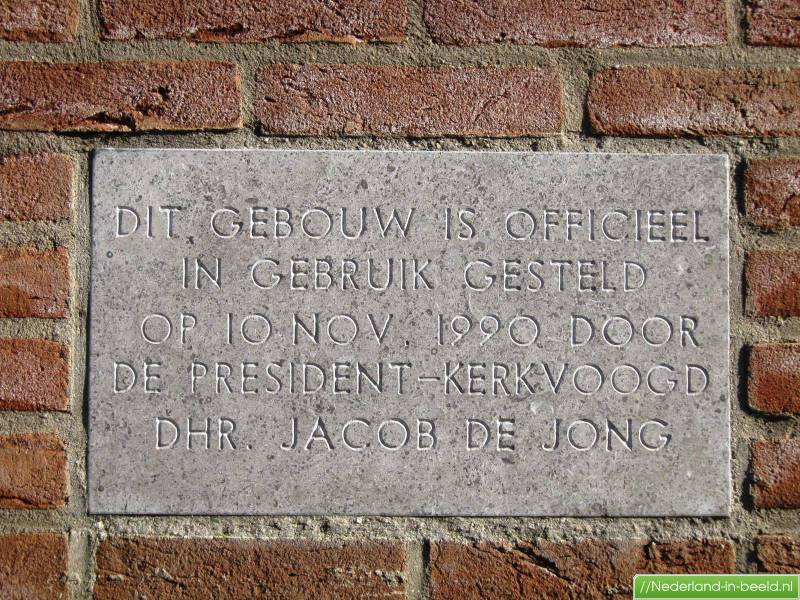 DIT GEBOUW IS OFFICIEEL
IN GEBRUIK GESTELD
OP 10 NOV. 1990 DOOR
DE PRESIDENT-KERKVOOGD
DHR. JACOB DE JONG
//Nederland-in-beeld.nl